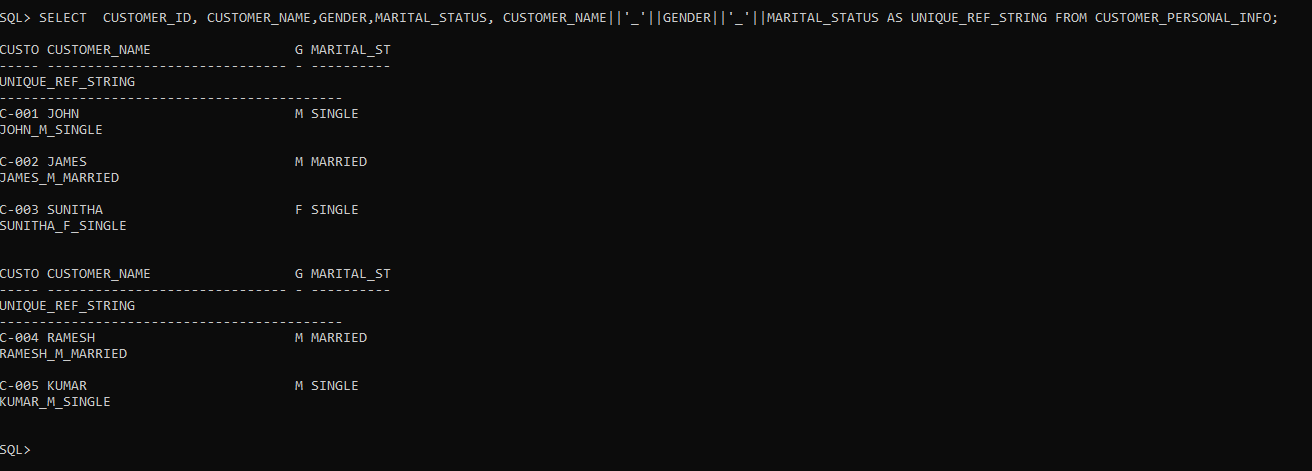 SQL> SELECT  CUSTOMER_ID, CUSTOMER_NAME,GENDER,MARITAL_STATUS, CUSTOMER_NAME||'_'||GENDER||'_'||MARITAL_STATUS AS UNIQUE_REF_STRING FROM CUSTOMER_PERSONAL_INFO;
CUSTO CUSTOMER_NAME                  G MARITAL_ST
----- ------------------------------ - ----------
UNIQUE_REF_STRING
-------------------------------------------
C-001 JOHN                           M SINGLE
JOHN_M_SINGLE
C-002 JAMES                          M MARRIED
JAMES_M_MARRIED
C-003 SUNITHA                        F SINGLE
SUNITHA_F_SINGLE
CUSTO CUSTOMER_NAME                  G MARITAL_ST
----- ------------------------------ - ----------
UNIQUE_REF_STRING
-------------------------------------------
C-004 RAMESH                         M MARRIED
RAMESH_M_MARRIED
C-005 KUMAR                          M SINGLE
KUMAR_M_SINGLE
SQL>